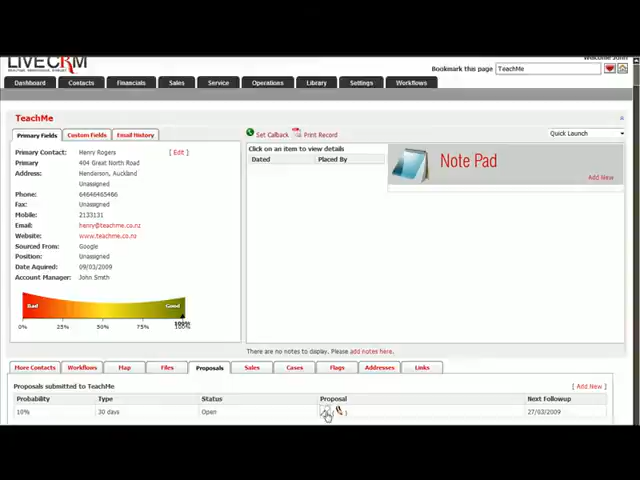 LIVECRM
Welcome John
Bookmark this page
TeachMe
Dashboard Contacts Financials Sales Service Operations Library Settings Workflows
TeachMe
Primary Fields Custom Fields Email History
Set Callback Print Record
Quick Launch
Primary Contact: Henry Rogers [ Edit ]
Primary 404 Great North Road
Address: Henderson, Auckland
Unassigned
Phone: 64646465466
Fax: Unassigned
Mobile: 2133131
Email: henry@teachme.co.nz
Website: www.teachme.co.nz
Sourced From: Google
Position: Unassigned
Date Aquired: 09/03/2009
Account Manager: John Smith
Bad Good
100%
0% 25% 50% 75% 100%
Click on an item to view details
Dated Placed By
Note Pad
Add New
There are no notes to display. Please add notes here.
More Contacts Workflows Map Files Proposals Sales Cases Flags Addresses Links
Proposals submitted to TeachMe
[ Add New ]
Probability Type Status Proposal Next Followup
10% 30 days Open 27/03/2009